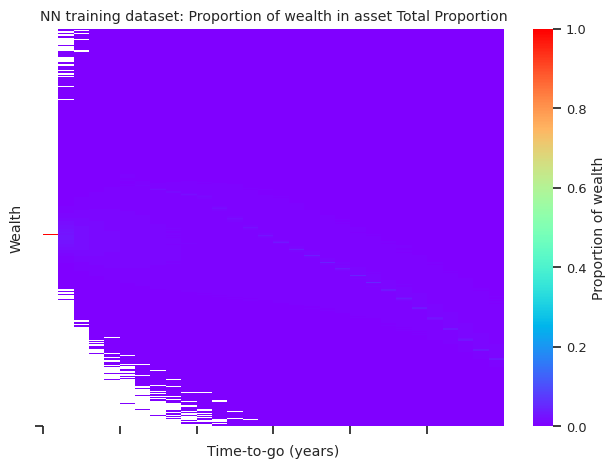 NN training dataset: Proportion of wealth in asset Total Proportion
1.0
0.8
0.6
0.4
0.2
0.0
Proportion of wealth
Wealth
Time-to-go (years)